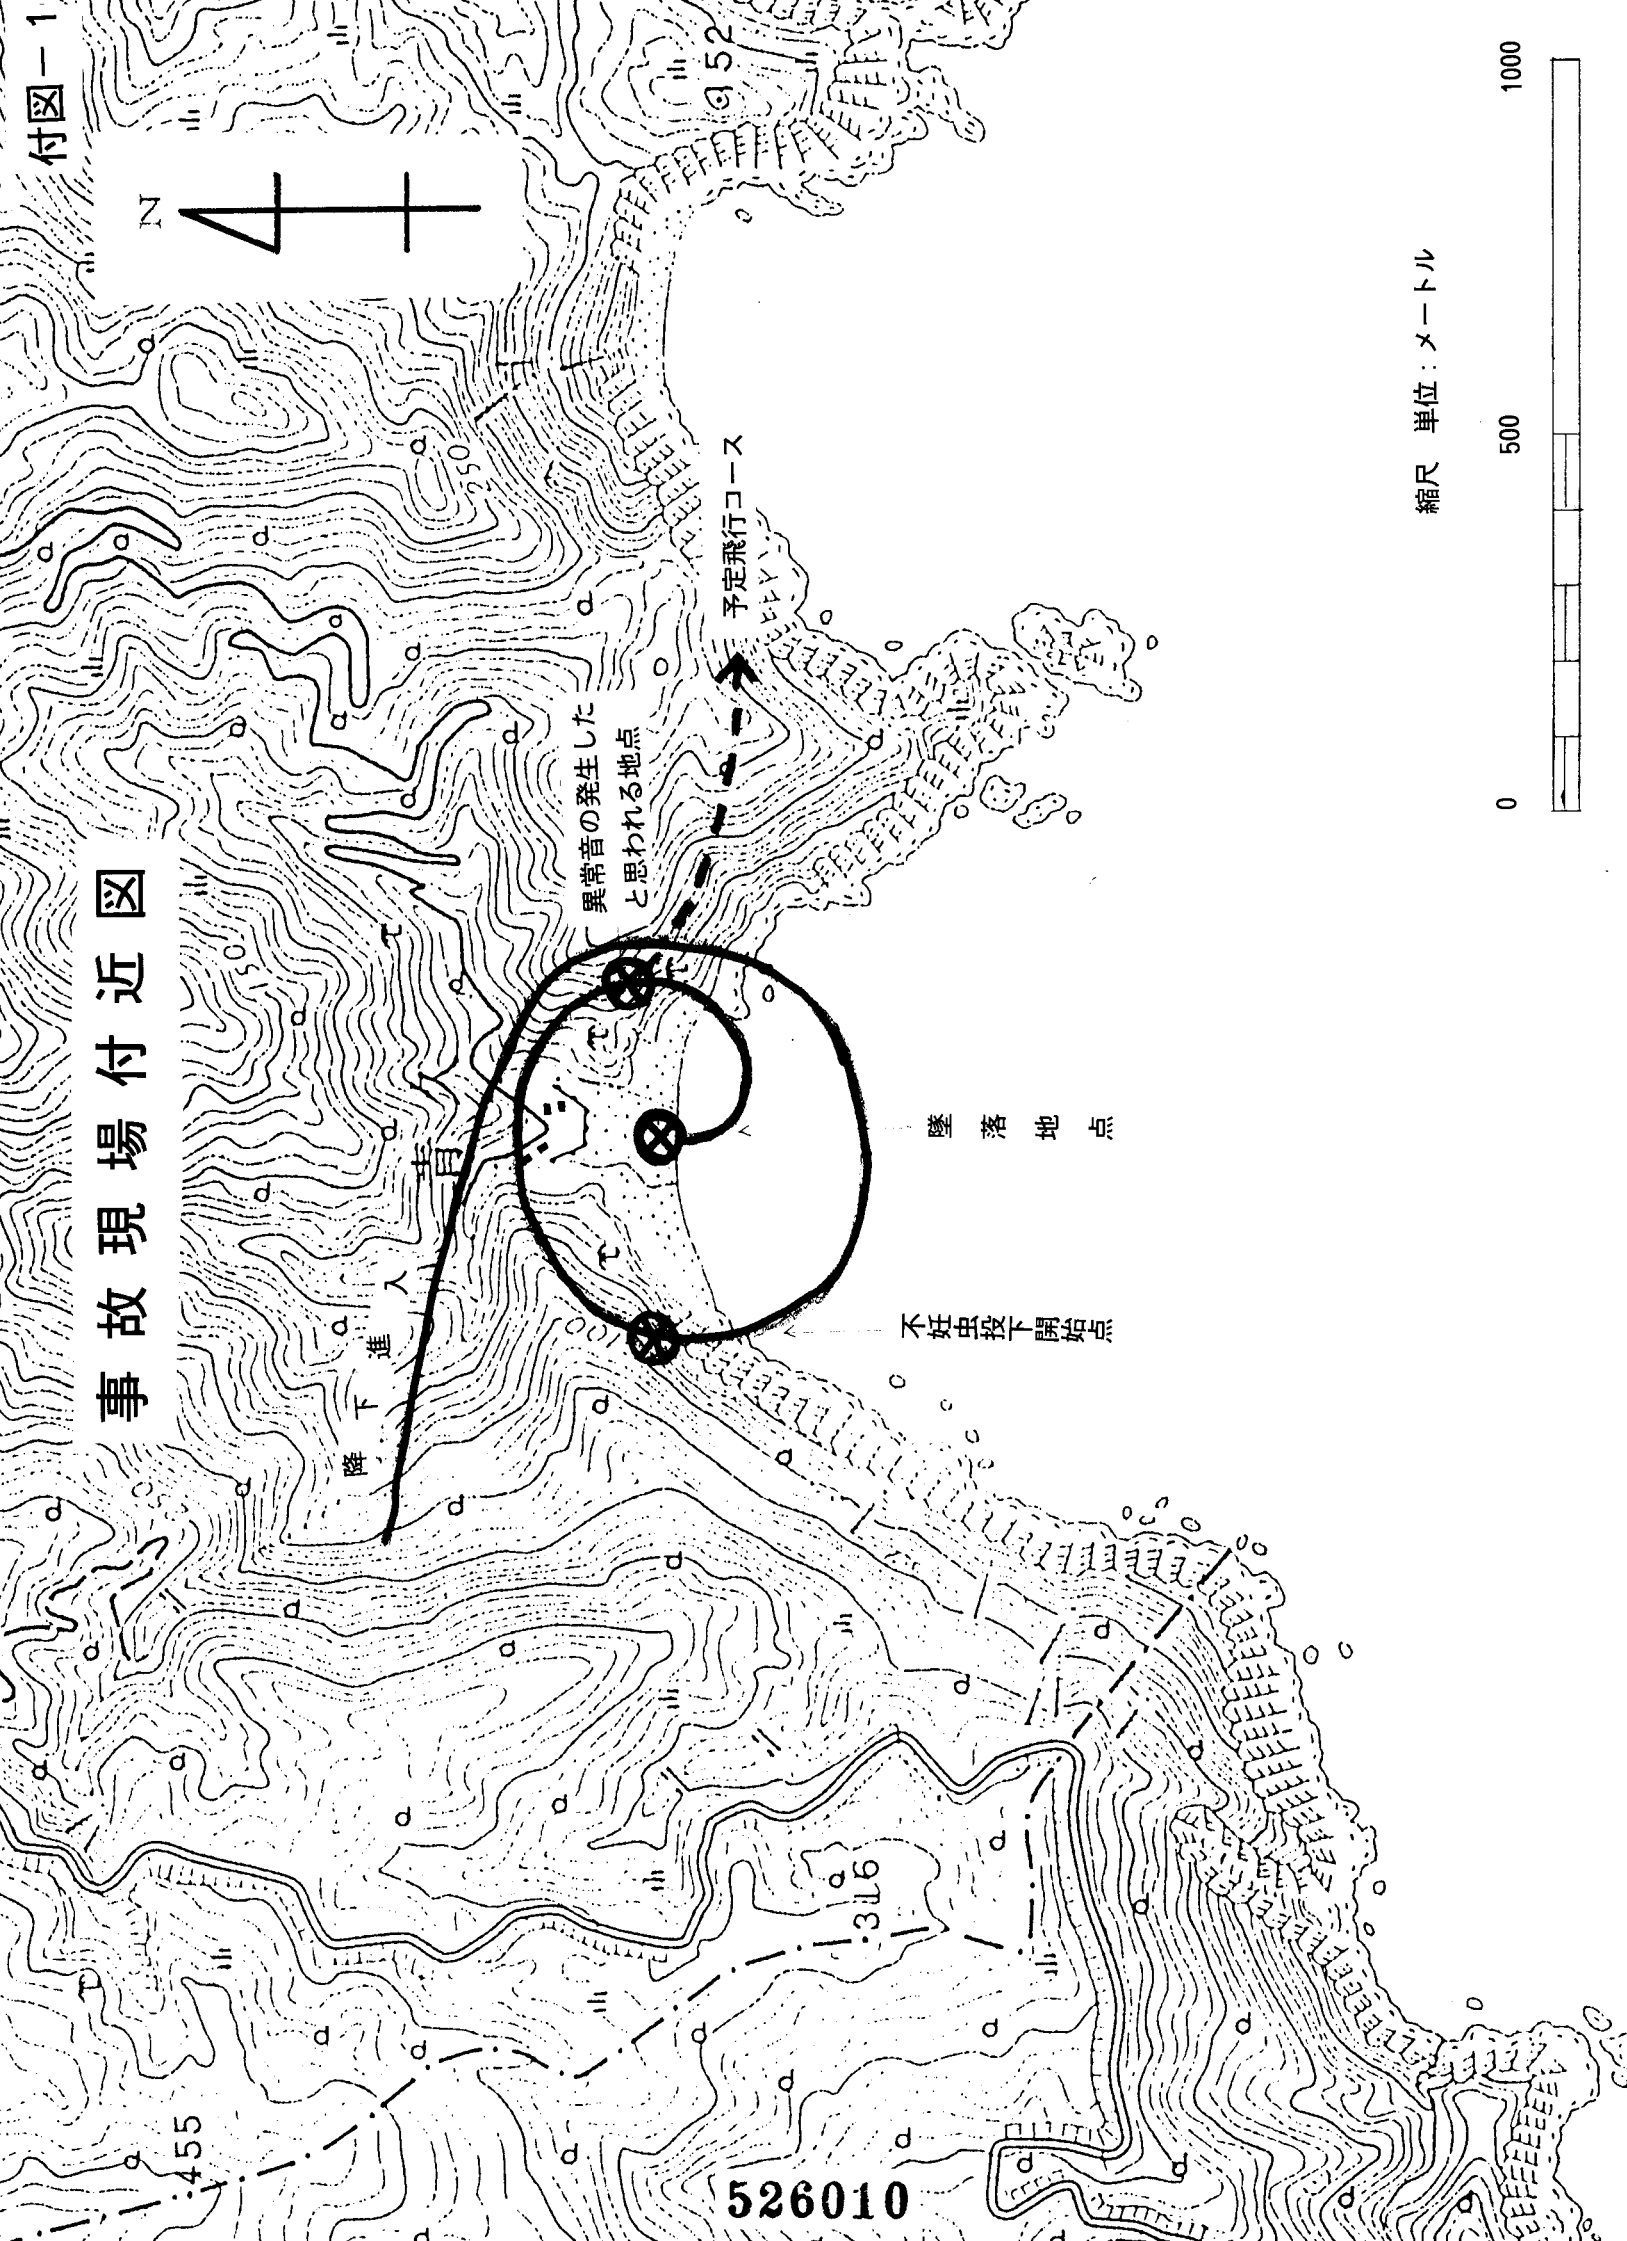 付図－1
事故現場付近図
N
52
250
降下進入
青
異常音の発生した
と思われる地点
予定飛行コース
墜落地点
不妊虫投下開始点
縮尺 単位：メートル
0 500 1000
316
455
526010